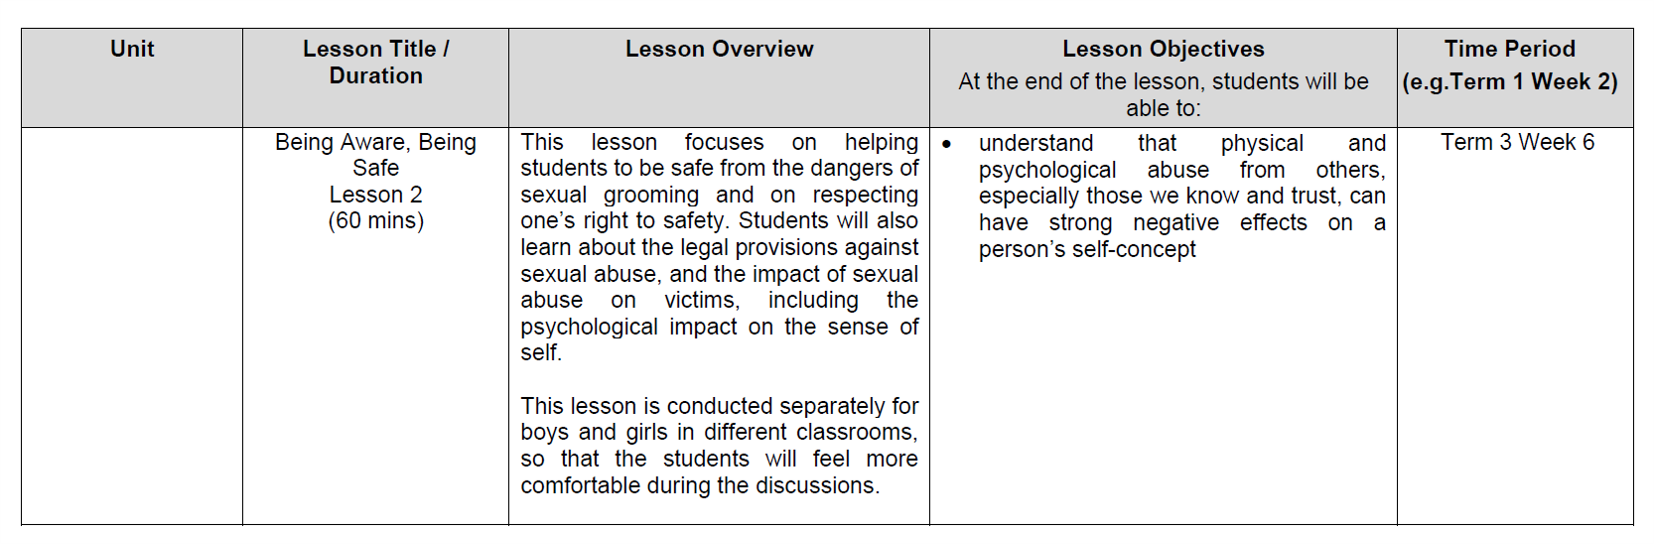 Unit
Lesson Title /
Duration
Lesson Overview
Lesson Objectives
At the end of the lesson, students will be
able to:
Time Period
(e.g.Term 1 Week 2)
Being Aware, Being
Safe
Lesson 2
(60 mins)
This lesson focuses on helping
students to be safe from the dangers of
sexual grooming and on respecting
one’s right to safety. Students will also
learn about the legal provisions against
sexual abuse, and the impact of sexual
abuse on victims, including the
psychological impact on the sense of
self.
This lesson is conducted separately for
boys and girls in different classrooms,
so that the students will feel more
comfortable during the discussions.
• understand that physical and
psychological abuse from others,
especially those we know and trust, can
have strong negative effects on a
person’s self-concept
Term 3 Week 6